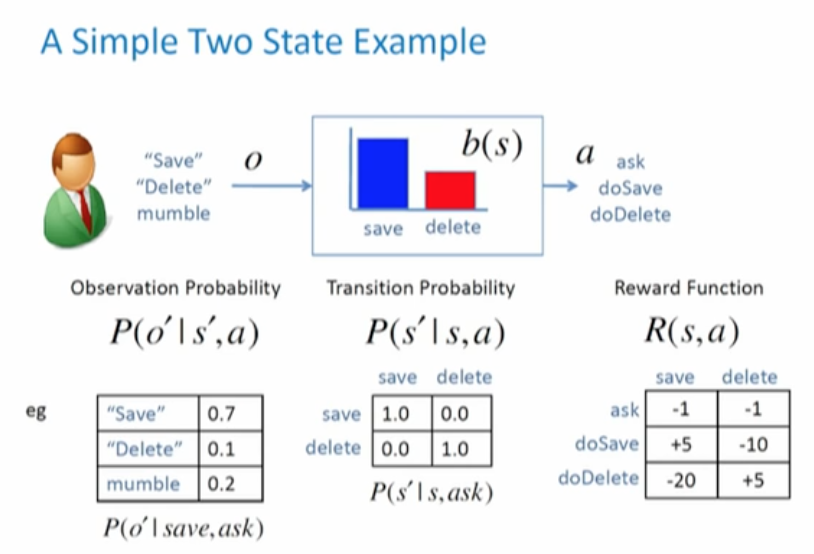 A Simple Two State Example
“Save”
“Delete”
mumble
o
b(s)
save delete
a
ask
doSave
doDelete
Observation Probability
P(o′|s′,a)
eg
“Save” 0.7
“Delete” 0.1
mumble 0.2
P(o′|save,ask)
Transition Probability
P(s′|s,a)
save delete
save 1.0 0.0
delete 0.0 1.0
P(s′|s,ask)
Reward Function
R(s,a)
save delete
ask -1 -1
doSave +5 -10
doDelete -20 +5